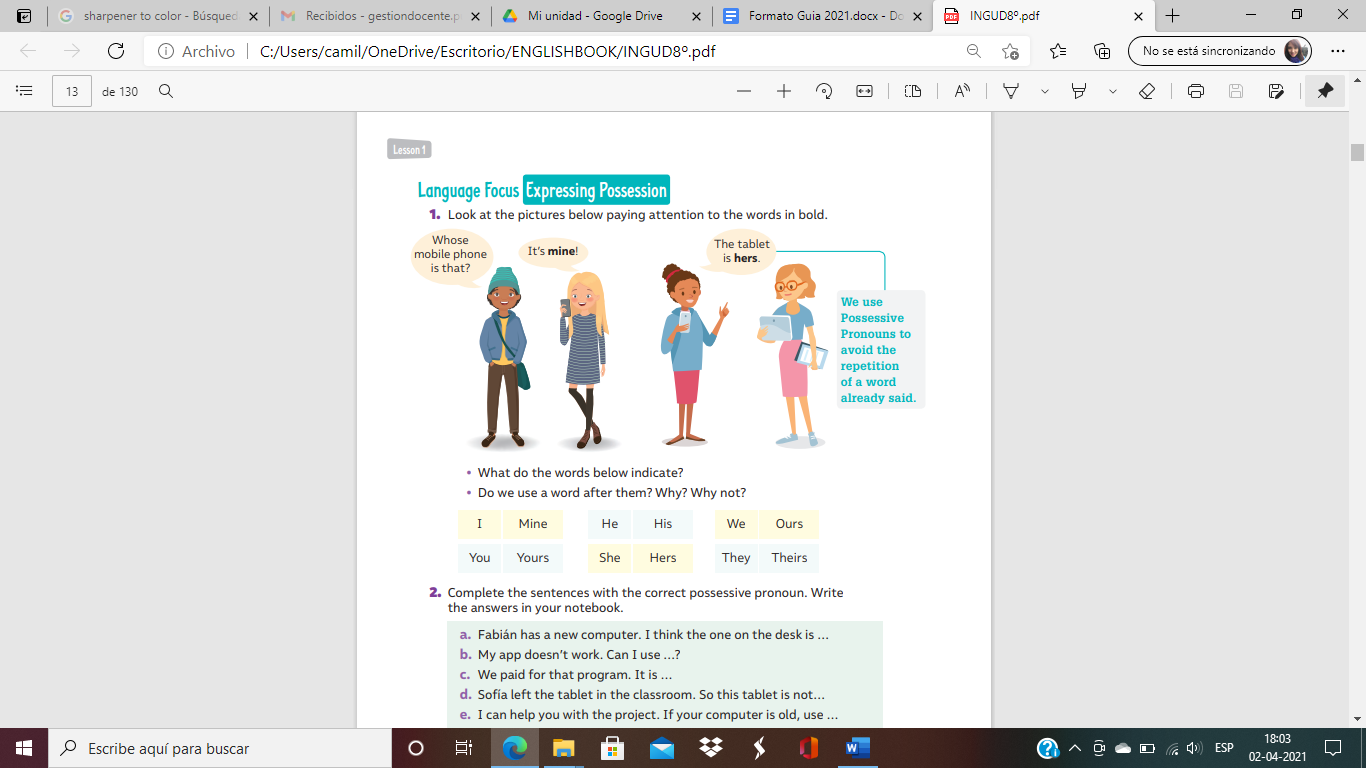 sharpener to color - Búsqued
Recibidos - gestiondocente.p
Mi unidad - Google Drive
Formato Guia 2021.docx - Do
INGUD8º.pdf
Archivo
C:/Users/camil/OneDrive/Escritorio/ENGLISHBOOK/INGUD8º.pdf
No se está sincronizando
13
de 130
Lesson 1
Language Focus Expressing Possession
1. Look at the pictures below paying attention to the words in bold.
Whose
mobile phone
is that?
It's mine!
The tablet
is hers.
We use
Possessive
Pronouns to
avoid the
repetition
of a word
already said.
• What do the words below indicate?
• Do we use a word after them? Why? Why not?
I Mine He His We Ours
You Yours She Hers They Theirs
2. Complete the sentences with the correct possessive pronoun. Write
the answers in your notebook.
a. Fabián has a new computer. I think the one on the desk is ...
b. My app doesn't work. Can I use ...?
c. We paid for that program. It is ...
d. Sofía left the tablet in the classroom. So this tablet is not...
e. I can help you with the project. If your computer is old, use ...
Escribe aquí para buscar
ESP
18:03
02-04-2021